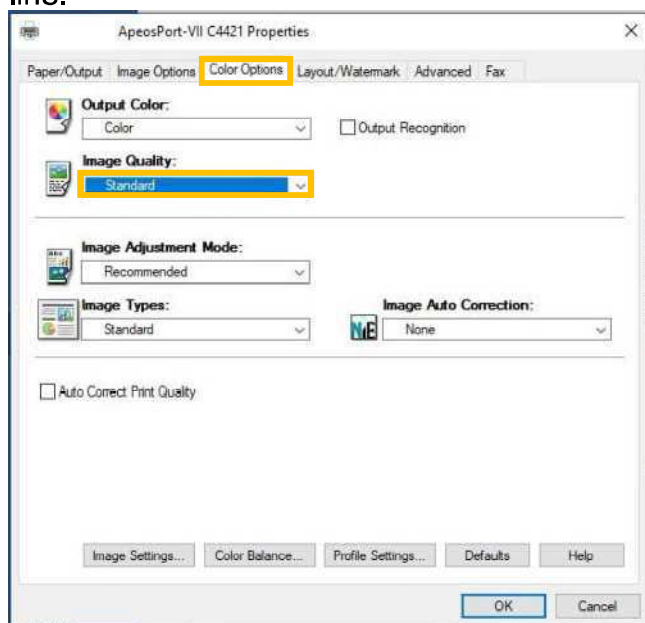 line.
ApeosPort-VII C4421 Properties
Paper/Output Image Options Color Options Layout/Watermark Advanced Fax
Output Color:
Color
Output Recognition
Image Quality:
Standard
Image Adjustment Mode:
Recommended
Image Types:
Image Auto Correction:
Standard
None
Auto Correct Print Quality
Image Settings... Color Balance... Profile Settings... Defaults Help
OK Cancel